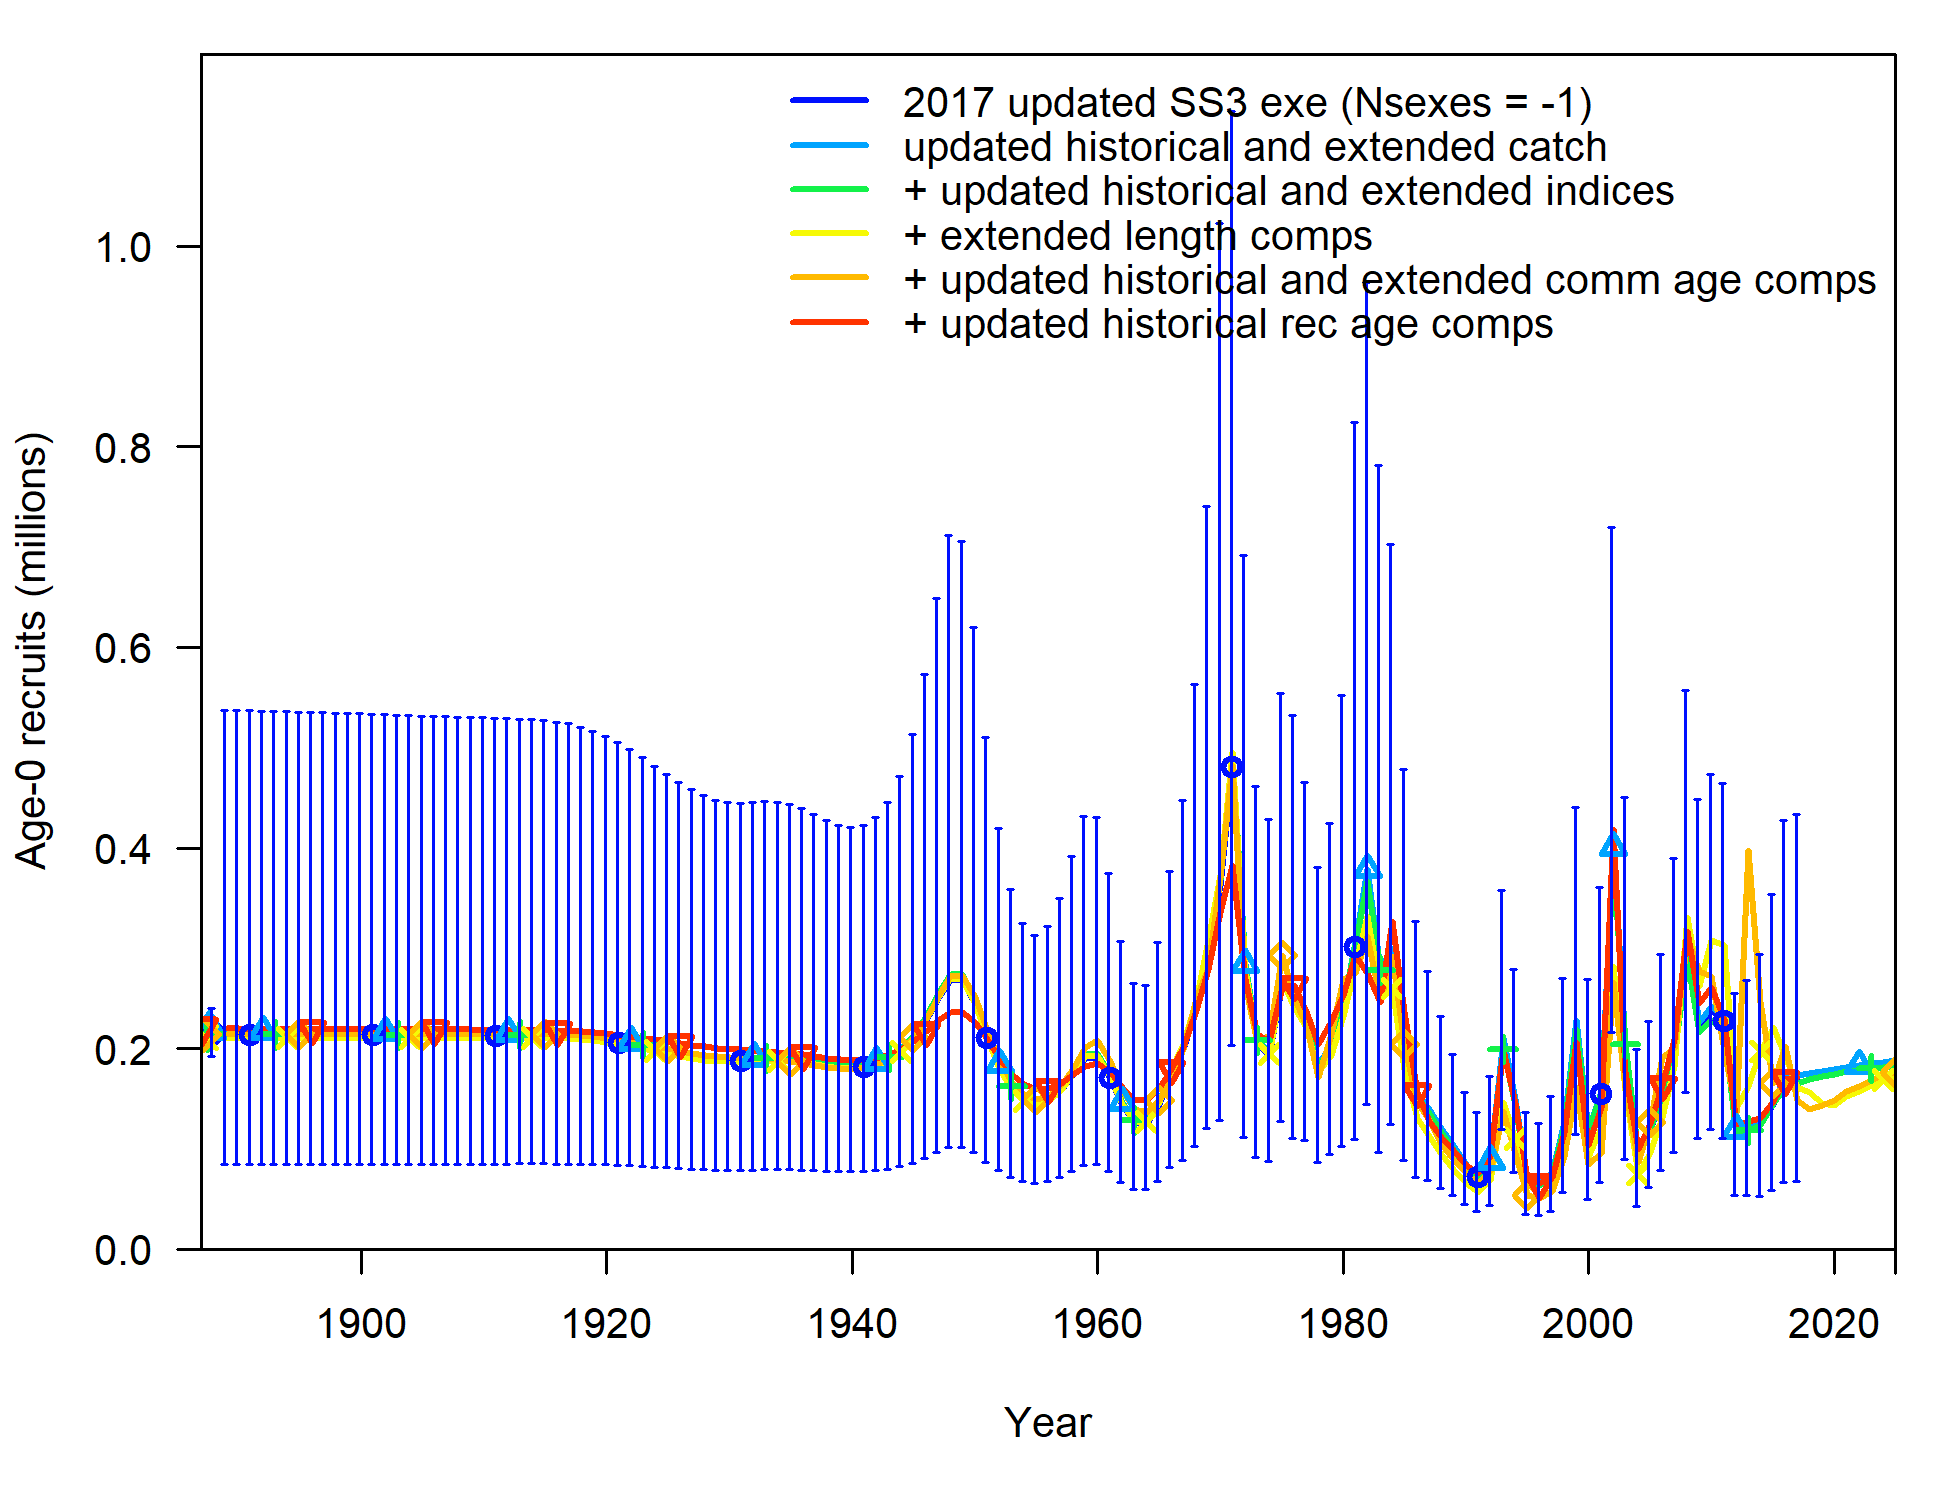 2017 updated SS3 exe (Nsexes = -1)
updated historical and extended catch
+ updated historical and extended indices
+ extended length comps
+ updated historical and extended comm age comps
+ updated historical rec age comps
Age-0 recruits (millions)
1.0
0.8
0.6
0.4
0.2
0.0
1900 1920 1940 1960 1980 2000 2020
Year